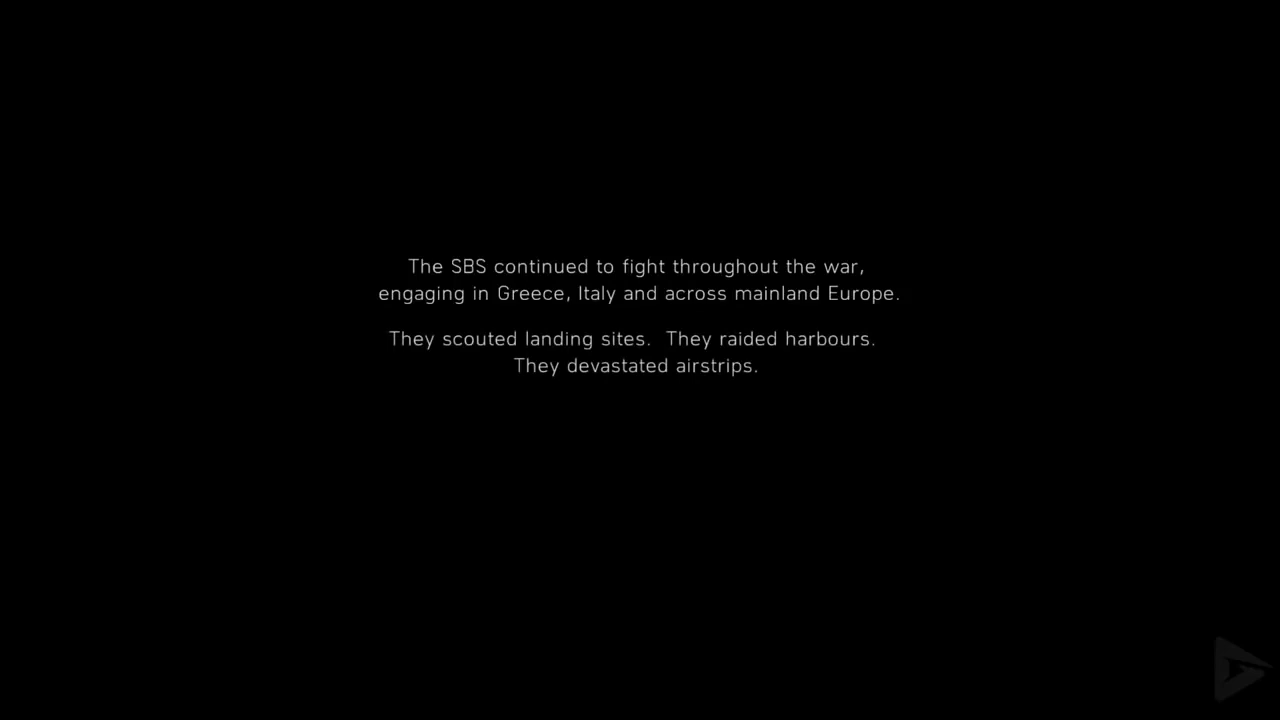 The SBS continued to fight throughout the war,
engaging in Greece, Italy and across mainland Europe.
They scouted landing sites.  They raided harbours.
They devastated airstrips.